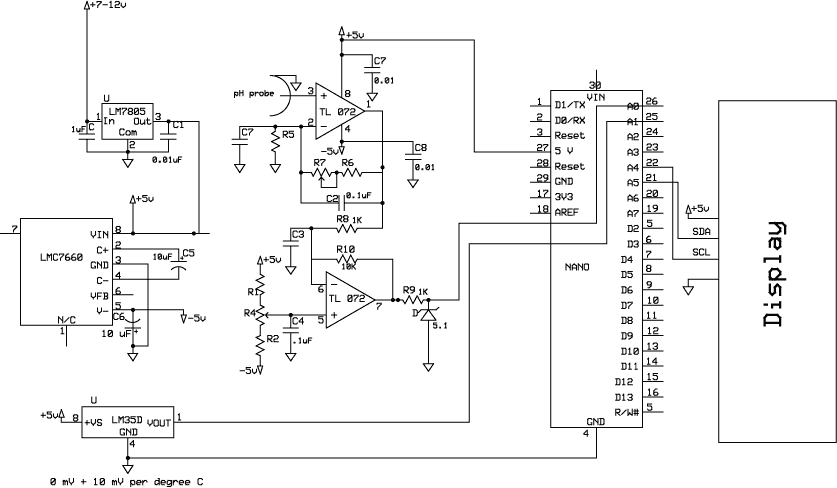 +7-12v
U
LM7805
1 In Out 3
Com
2
1uF C
C1
0.01uF
+5v
7
VIN 8
C+ 2
GND 3
C- 4
VFB 6
V- 5
LMC7660
N/C
1
10uF + C5
C6
10 uF +
-5v
+5v
C7
0.01
pH probe
3 +
8
TL 072 1
2 -
4
-5v
C7
R5
C8
0.01
R7 R6
C2 0.1uF
R8 1K
C3
R10
10K
+5v
R1
R4
R2
-5v
C4
.1uF
6 -
TL 072 7
5 +
R9 1K
D
5.1
30
VIN
1 D1/TX
2 D0/RX
3 Reset
27 5 V
28 Reset
29 GND
17 3V3
18 AREF
NANO
A0 26
A1 25
A2 24
A3 23
A4 22
A5 21
A6 20
A7 19
D2 5
D3 6
D4 7
D5 8
D6 9
D7 10
D8 11
D9 12
D10 13
D11 14
D12 15
D13 16
R/W# 5
GND
4
+5v
SDA
SCL
Display
U
+5v 8 +VS
LM35D
VOUT 1
GND
4
0 mV + 10 mV per degree C